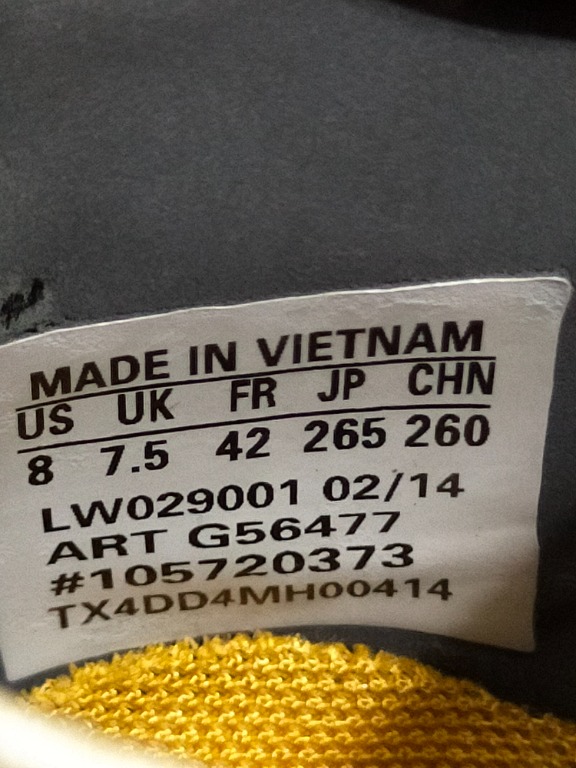 MADE IN VIETNAM
US UK FR JP CHN
8 7.5 42 265 260
LW029001 02/14
ART G56477
#105720373
TX4DD4MH00414